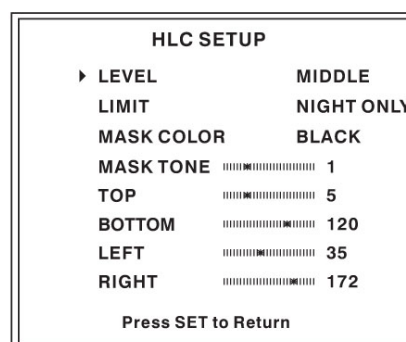 HLC SETUP
LEVEL MIDDLE
LIMIT NIGHT ONLY
MASK COLOR BLACK
MASK TONE 1
TOP 5
BOTTOM 120
LEFT 35
RIGHT 172
Press SET to Return